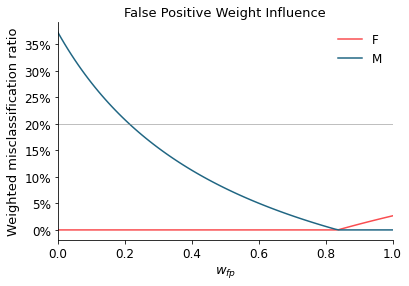 False Positive Weight Influence
Weighted misclassification ratio
35%
30%
25%
20%
15%
10%
5%
0%
0.0 0.2 0.4 0.6 0.8 1.0
w_fp
F
M